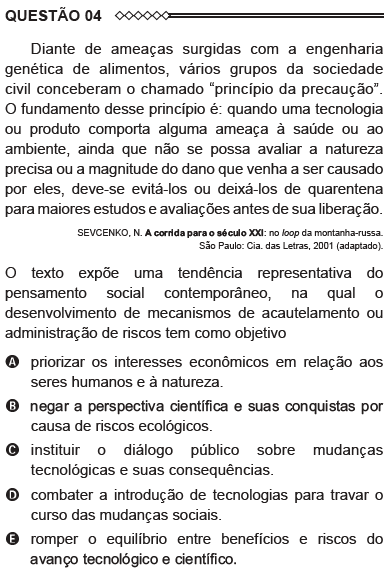 QUESTÃO 04
Diante de ameaças surgidas com a engenharia
genética de alimentos, vários grupos da sociedade
civil conceberam o chamado “princípio da precaução”.
O fundamento desse princípio é: quando uma tecnologia
ou produto comporta alguma ameaça à saúde ou ao
ambiente, ainda que não se possa avaliar a natureza
precisa ou a magnitude do dano que venha a ser causado
por eles, deve-se evitá-los ou deixá-los de quarentena
para maiores estudos e avaliações antes de sua liberação.
SEVCENKO, N. A corrida para o século XXI: no loop da montanha-russa.
São Paulo: Cia. das Letras, 2001 (adaptado).
O texto expõe uma tendência representativa do
pensamento social contemporâneo, na qual o
desenvolvimento de mecanismos de acautelamento ou
administração de riscos tem como objetivo
A priorizar os interesses econômicos em relação aos
seres humanos e à natureza.
B negar a perspectiva científica e suas conquistas por
causa de riscos ecológicos.
C instituir o diálogo público sobre mudanças
tecnológicas e suas consequências.
D combater a introdução de tecnologias para travar o
curso das mudanças sociais.
E romper o equilíbrio entre benefícios e riscos do
avanço tecnológico e científico.